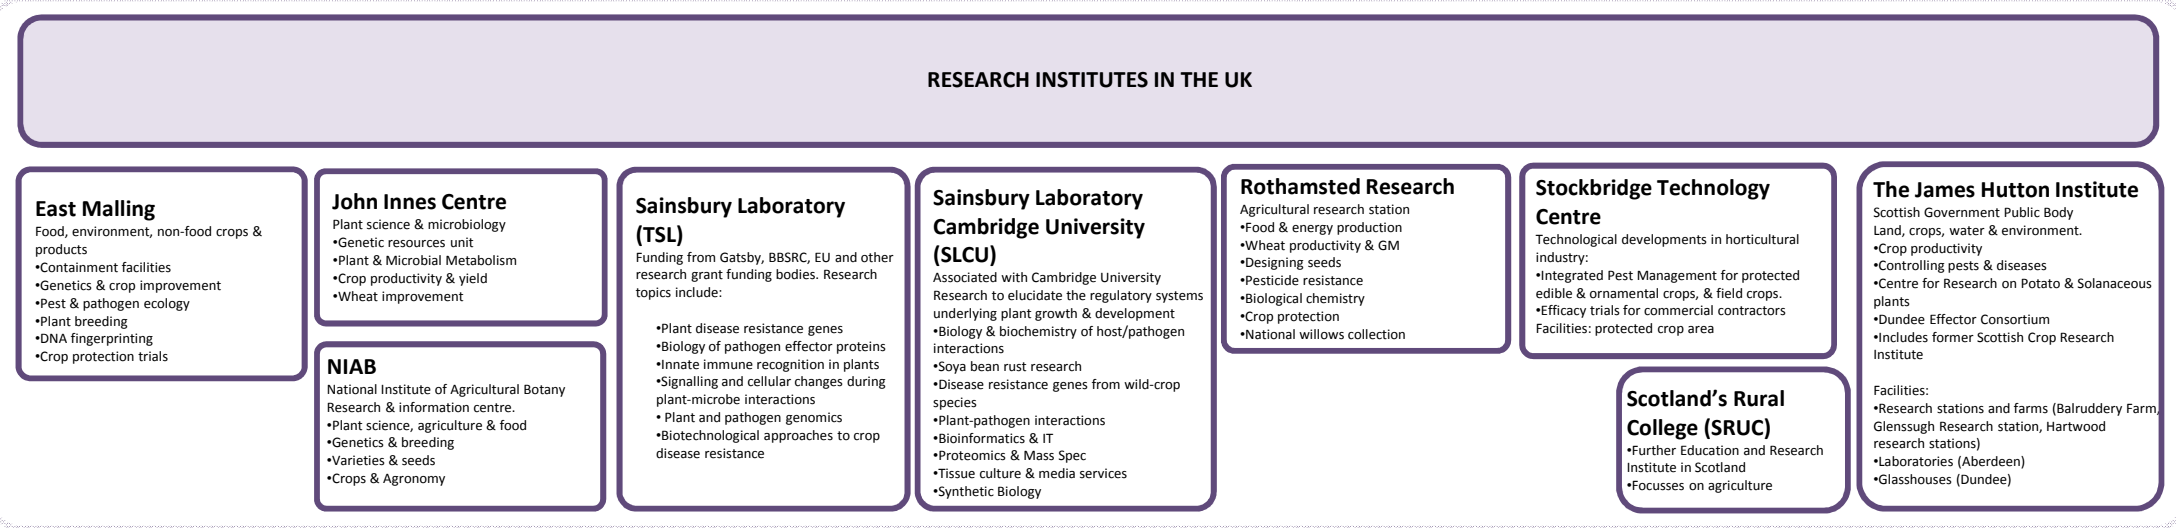 RESEARCH INSTITUTES IN THE UK
East Malling
Food, environment, non-food crops &
products
•Containment facilities
•Genetics & crop improvement
•Pest & pathogen ecology
•Plant breeding
•DNA fingerprinting
•Crop protection trials
John Innes Centre
Plant science & microbiology
•Genetic resources unit
•Plant & Microbial Metabolism
•Crop productivity & yield
•Wheat improvement
NIAB
National Institute of Agricultural Botany
Research & information centre.
•Plant science, agriculture & food
•Genetics & breeding
•Varieties & seeds
•Crops & Agronomy
Sainsbury Laboratory
(TSL)
Funding from Gatsby, BBSRC, EU and other
research grant funding bodies. Research
topics include:
•Plant disease resistance genes
•Biology of pathogen effector proteins
•Innate immune recognition in plants
•Signalling and cellular changes during
plant-microbe interactions
• Plant and pathogen genomics
•Biotechnological approaches to crop
disease resistance
Sainsbury Laboratory
Cambridge University
(SLCU)
Associated with Cambridge University
Research to elucidate the regulatory systems
underlying plant growth & development
•Biology & biochemistry of host/pathogen
interactions
•Soya bean rust research
•Disease resistance genes from wild-crop
species
•Plant-pathogen interactions
•Bioinformatics & IT
•Proteomics & Mass Spec
•Tissue culture & media services
•Synthetic Biology
Rothamsted Research
Agricultural research station
•Food & energy production
•Wheat productivity & GM
•Designing seeds
•Pesticide resistance
•Biological chemistry
•Crop protection
•National willows collection
Stockbridge Technology
Centre
Technological developments in horticultural
industry:
•Integrated Pest Management for protected
edible & ornamental crops, & field crops.
•Efficacy trials for commercial contractors
Facilities: protected crop area
Scotland's Rural
College (SRUC)
•Further Education and Research
Institute in Scotland
•Focusses on agriculture
The James Hutton Institute
Scottish Government Public Body
Land, crops, water & environment.
•Crop productivity
•Controlling pests & diseases
•Centre for Research on Potato & Solanaceous
plants
•Dundee Effector Consortium
•Includes former Scottish Crop Research
Institute
Facilities:
•Research stations and farms (Balruddery Farm,
Glenssugh Research station, Hartwood
research stations)
•Laboratories (Aberdeen)
•Glasshouses (Dundee)